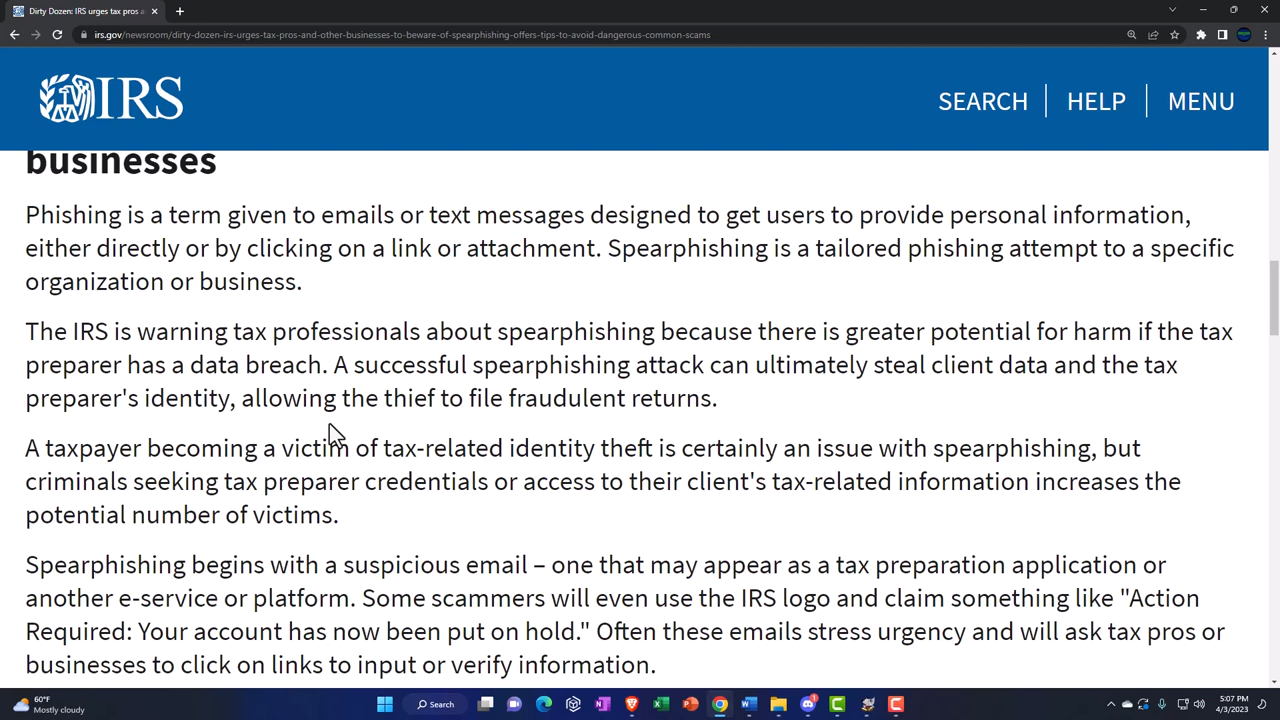 Dirty Dozen: IRS urges tax pros a
irs.gov/newsroom/dirty-dozen-irs-urges-tax-pros-and-other-businesses-to-beware-of-spearphishing-offers-tips-to-avoid-dangerous-common-scams
IRS
SEARCH
HELP
MENU
businesses
Phishing is a term given to emails or text messages designed to get users to provide personal information,
either directly or by clicking on a link or attachment. Spearphishing is a tailored phishing attempt to a specific
organization or business.
The IRS is warning tax professionals about spearphishing because there is greater potential for harm if the tax
preparer has a data breach. A successful spearphishing attack can ultimately steal client data and the tax
preparer's identity, allowing the thief to file fraudulent returns.
A taxpayer becoming a victim of tax-related identity theft is certainly an issue with spearphishing, but
criminals seeking tax preparer credentials or access to their client's tax-related information increases the
potential number of victims.
Spearphishing begins with a suspicious email – one that may appear as a tax preparation application or
another e-service or platform. Some scammers will even use the IRS logo and claim something like "Action
Required: Your account has now been put on hold." Often these emails stress urgency and will ask tax pros or
businesses to click on links to input or verify information.
60°F
Mostly cloudy
Search
1
5:07 PM
4/3/2023